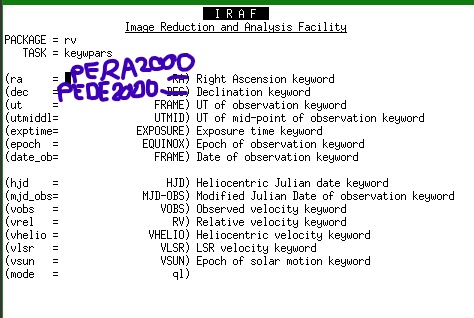 I R A F
Image Reduction and Analysis Facility
PACKAGE = rv
TASK = keywpars
PERA2000
(ra = RA) Right Ascension keyword
PEDE2000
(dec = DEC) Declination keyword
(ut = FRAME) UT of observation keyword
(utmiddl= UTMID) UT of mid-point of observation keyword
(exptime= EXPOSURE) Exposure time keyword
(epoch = EQUINOX) Epoch of observation keyword
(date_ob= FRAME) Date of observation keyword
(hjd = HJD) Heliocentric Julian date keyword
(mjd_obs= MJD-OBS) Modified Julian Date of observation keyword
(vobs = VOBS) Observed velocity keyword
(vrel = RV) Relative velocity keyword
(vhelio = VHELIO) Heliocentric velocity keyword
(vlsr = VLSR) LSR velocity keyword
(vsun = VSUN) Epoch of solar motion keyword
(mode = ql)